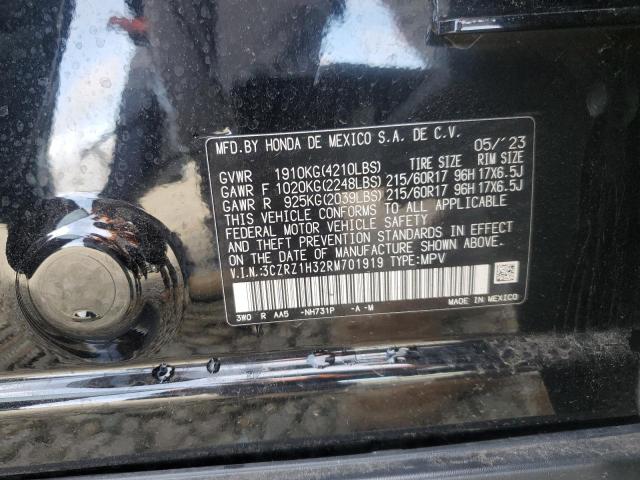 MFD.BY HONDA DE MEXICO S.A. DE C.V.
05/'23
GVWR 1910KG(4210LBS) TIRE SIZE RIM SIZE
GAWR F 1020KG(2248LBS) 215/60R17 96H 17X6.5J
GAWR R 925KG(2039LBS) 215/60R17 96H 17X6.5J
THIS VEHICLE CONFORMS TO ALL APPLICABLE
FEDERAL MOTOR VEHICLE SAFETY
AND THEFT PREVENTION STANDARDS IN EFFECT
ON THE DATE OF MANUFACTURE SHOWN ABOVE.
V.I.N.:3CZRZ1H32RM701919 TYPE:MPV
3W0 R AA5 -NH731P -A -M MADE IN MEXICO